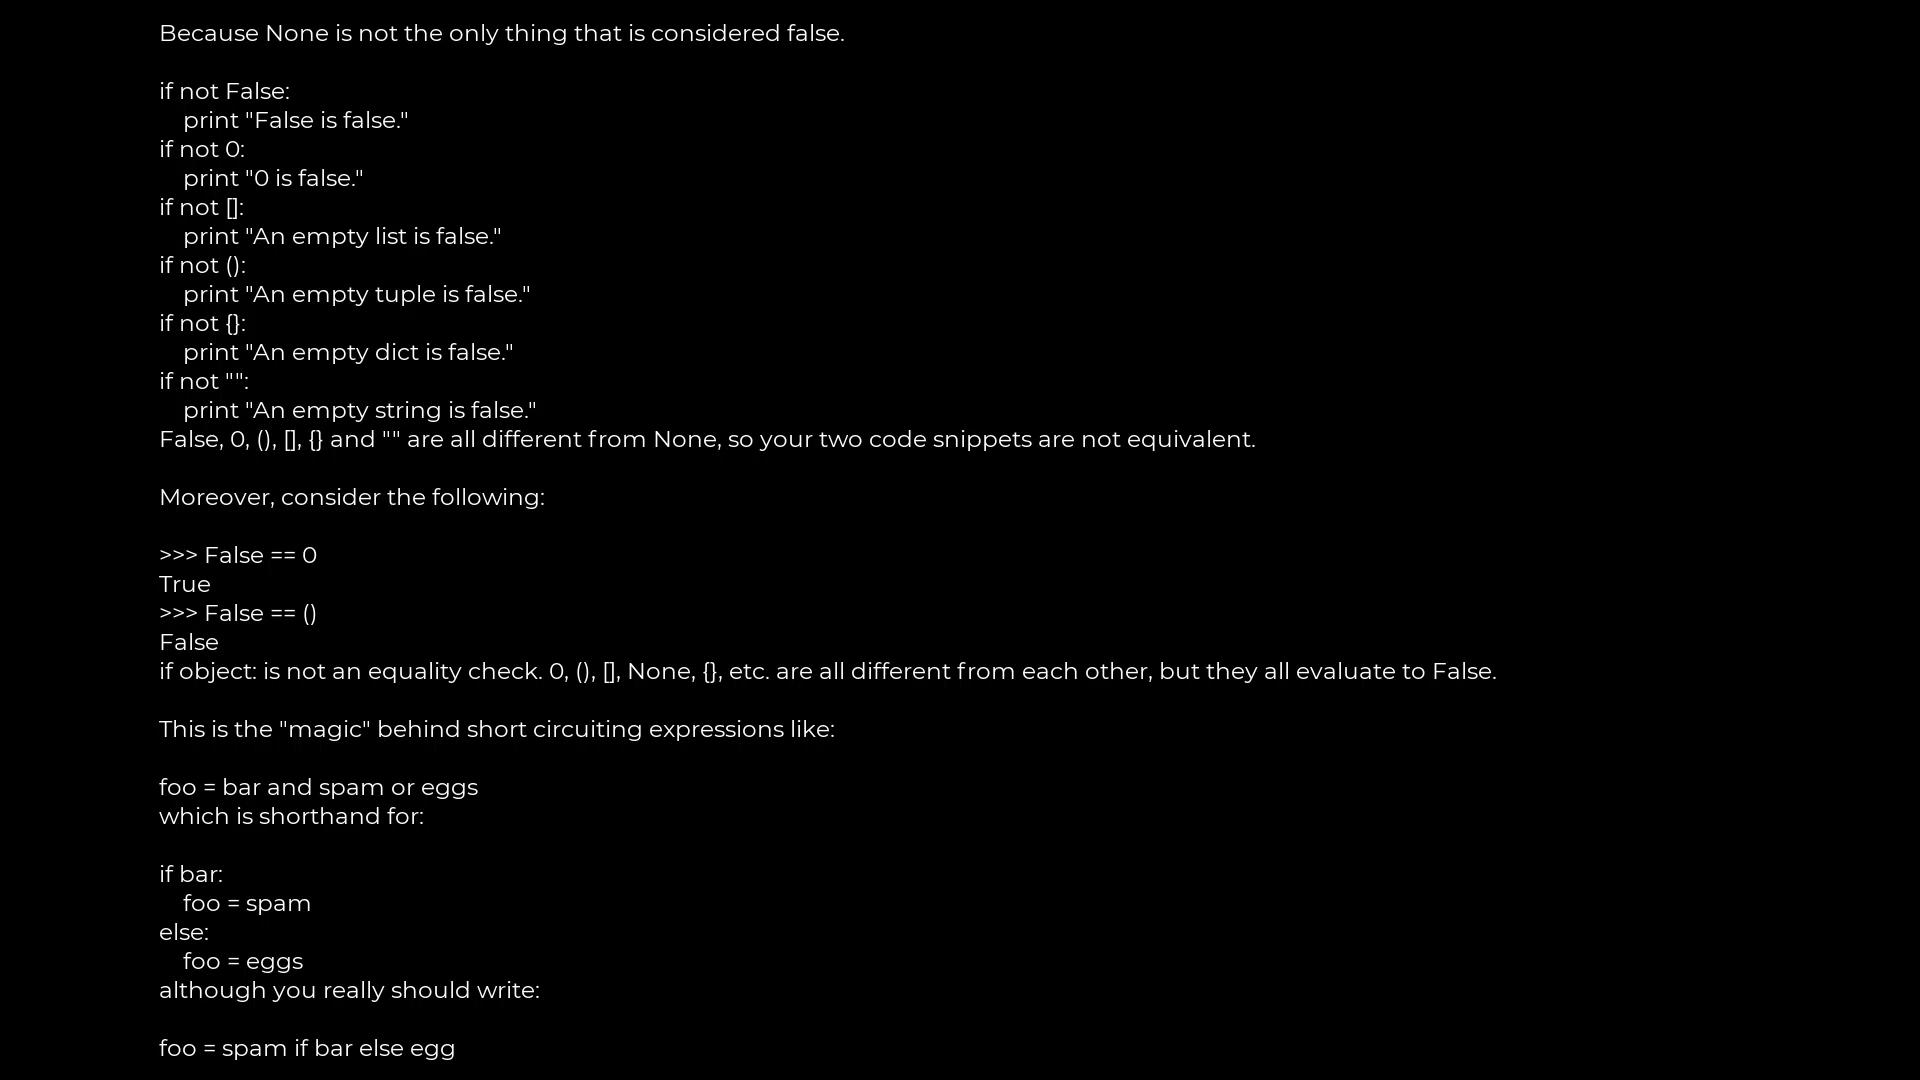 Because None is not the only thing that is considered false.
if not False:
    print "False is false."
if not 0:
    print "0 is false."
if not []:
    print "An empty list is false."
if not ():
    print "An empty tuple is false."
if not {}:
    print "An empty dict is false."
if not "":
    print "An empty string is false."
False, 0, (), [], {} and "" are all different from None, so your two code snippets are not equivalent.
Moreover, consider the following:
>>> False == 0
True
>>> False == ()
False
if object: is not an equality check. 0, (), [], None, {}, etc. are all different from each other, but they all evaluate to False.
This is the "magic" behind short circuiting expressions like:
foo = bar and spam or eggs
which is shorthand for:
if bar:
    foo = spam
else:
    foo = eggs
although you really should write:
foo = spam if bar else egg